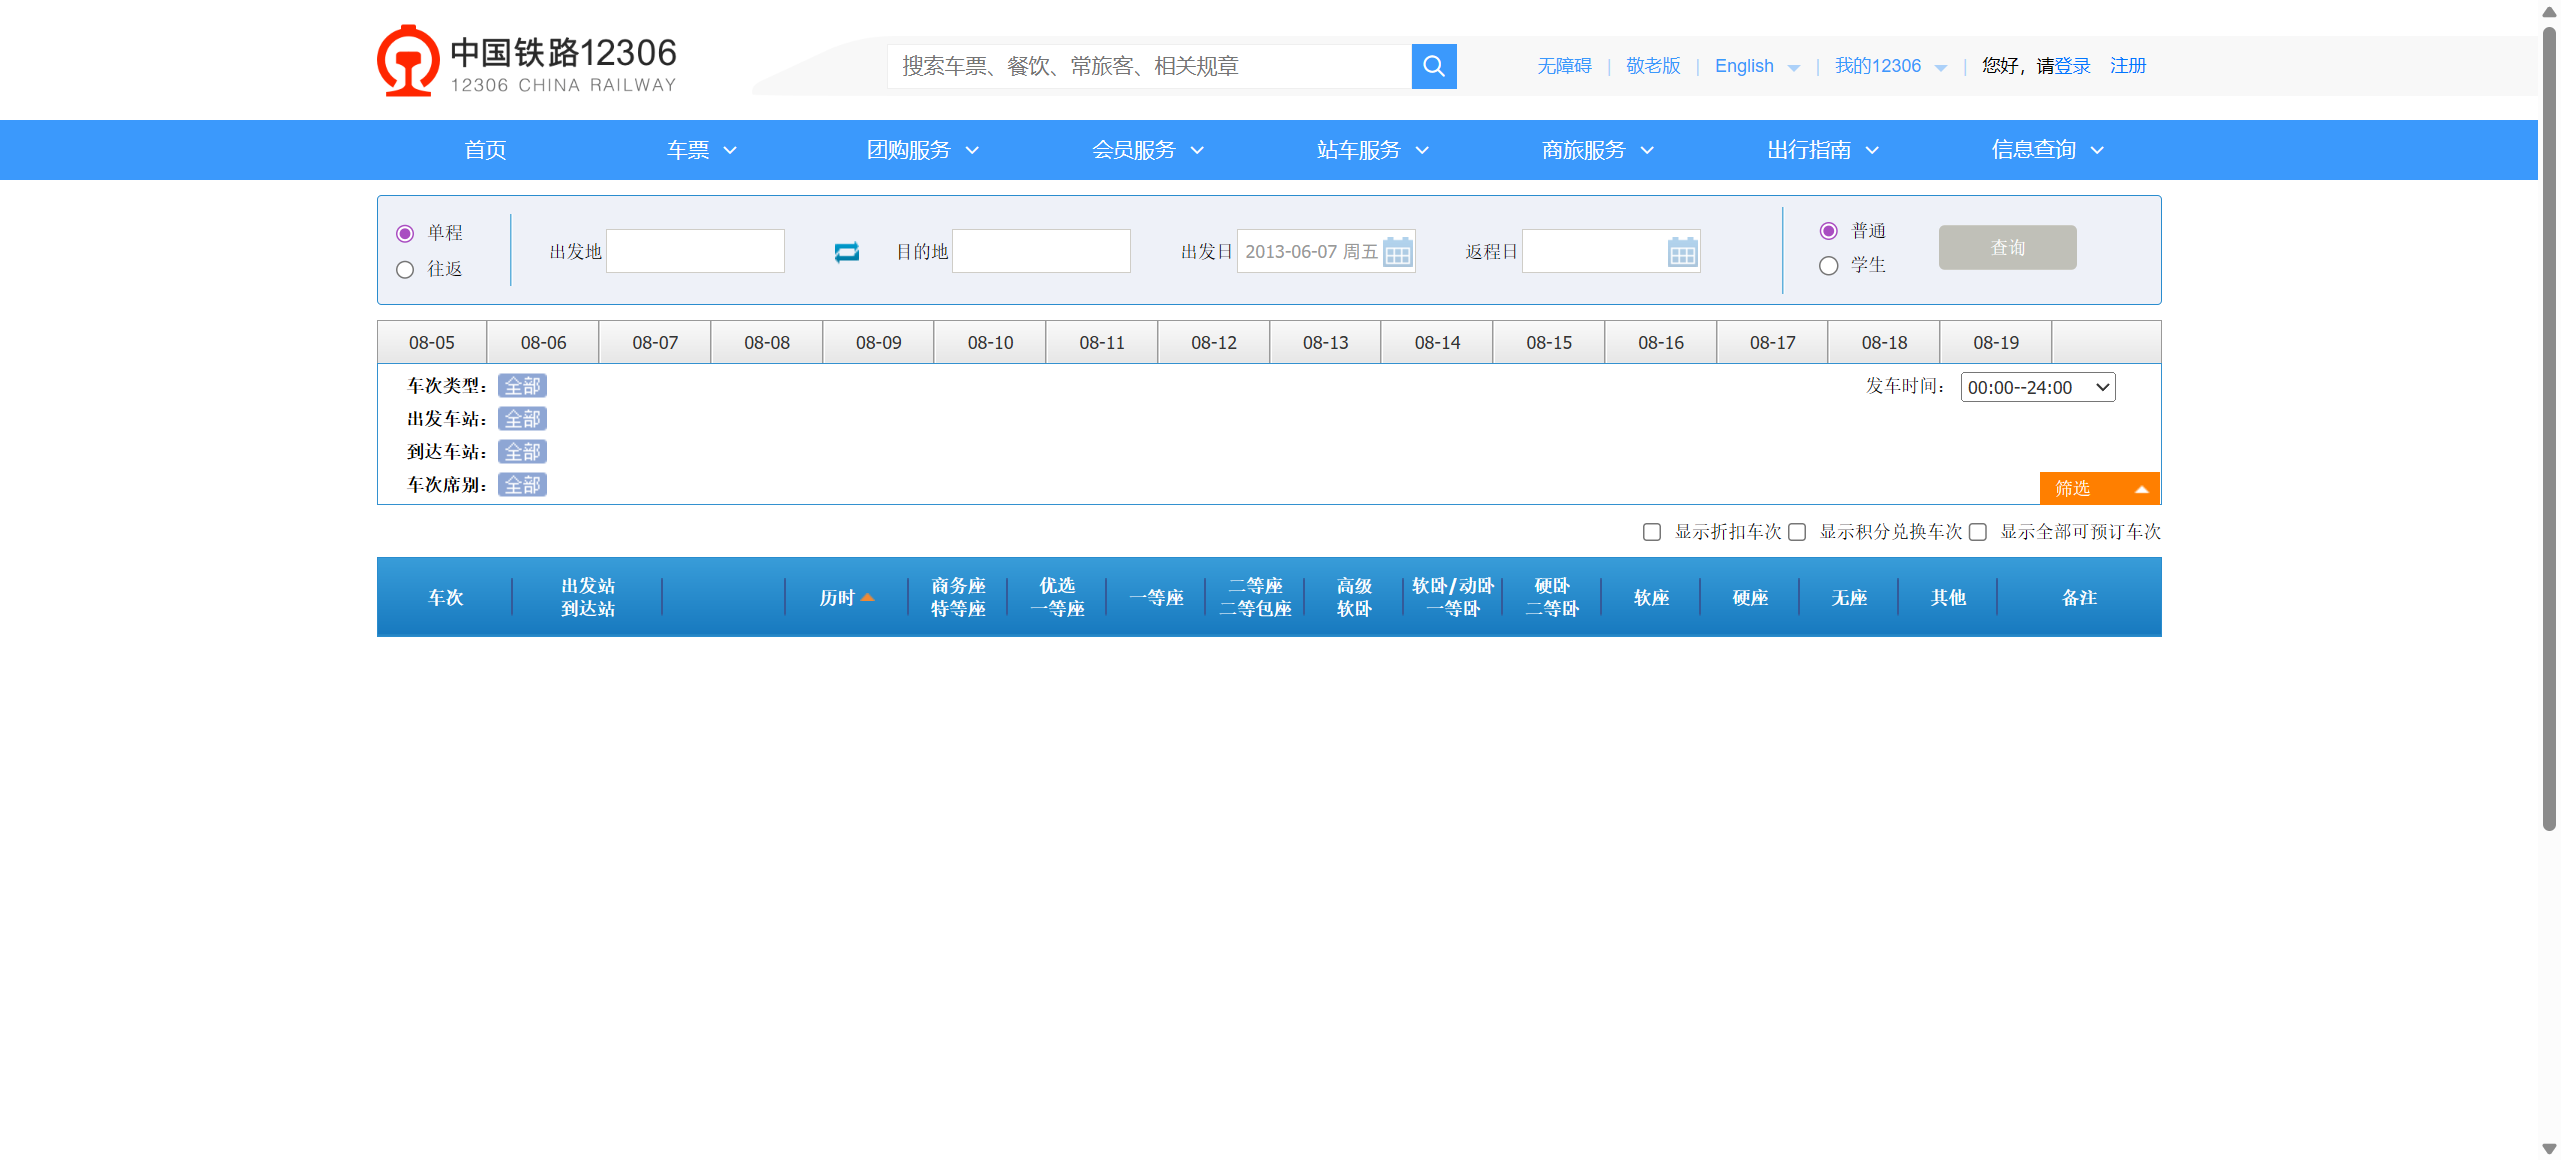 中国铁路12306
12306 CHINA RAILWAY
搜索车票、餐饮、常旅客、相关规章
无障碍 | 敬老版 | English | 我的12306 | 您好，请登录 注册
首页 车票 团购服务 会员服务 站车服务 商旅服务 出行指南 信息查询
单程
往返
出发地
目的地
出发日 2013-06-07 周五
返程日
普通
学生
查询
08-05 08-06 08-07 08-08 08-09 08-10 08-11 08-12 08-13 08-14 08-15 08-16 08-17 08-18 08-19
车次类型： 全部
发车时间： 00:00--24:00
出发车站： 全部
到达车站： 全部
车次席别： 全部
筛选
显示折扣车次 显示积分兑换车次 显示全部可预订车次
车次
出发站
到达站
历时
商务座
特等座
优选
一等座
一等座
二等座
二等包座
高级
软卧
软卧/动卧
一等卧
硬卧
二等卧
软座
硬座
无座
其他
备注